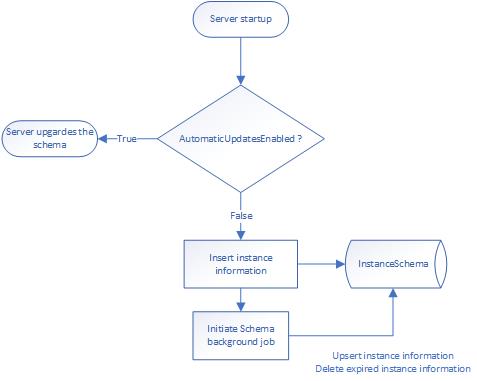 Server startup
AutomaticUpdatesEnabled ?
True
Server upgardes the
schema
False
Insert instance
information
InstanceSchema
Initiate Schema
background job
Upsert instance information
Delete expired instance information